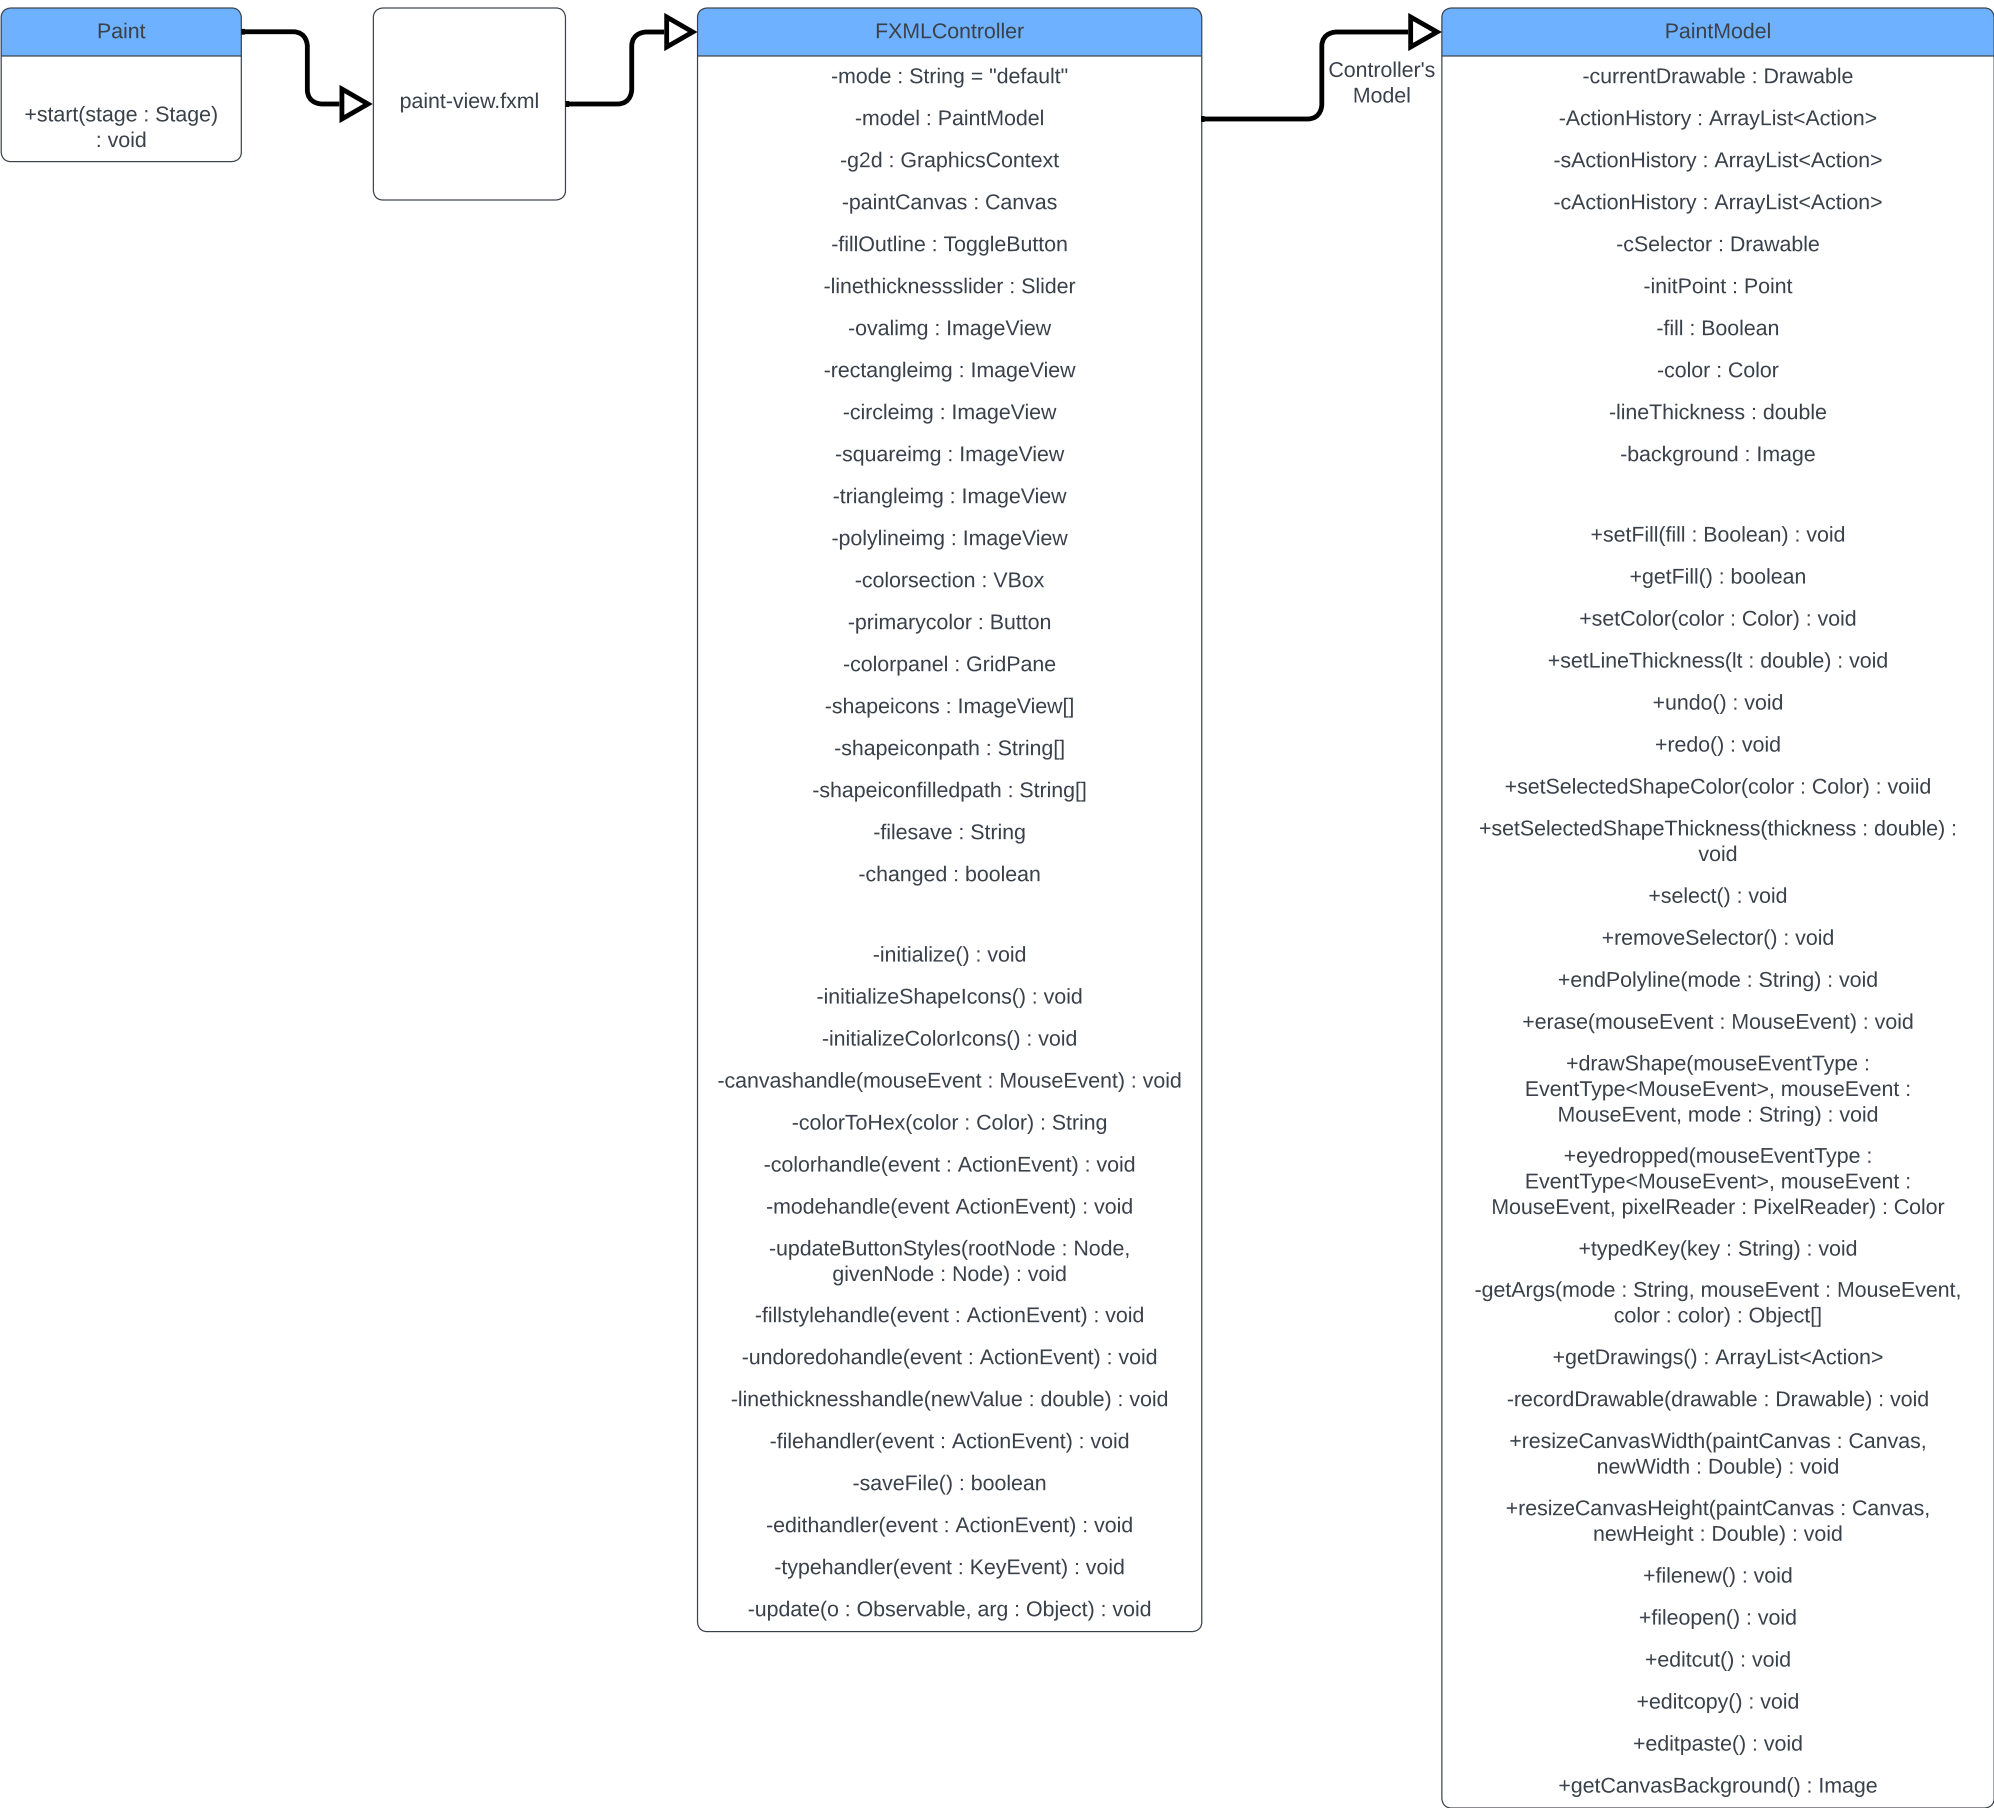 Paint
+start(stage : Stage)
: void
paint-view.fxml
FXMLController
-mode : String = "default"
-model : PaintModel
-g2d : GraphicsContext
-paintCanvas : Canvas
-fillOutline : ToggleButton
-linethicknessslider : Slider
-ovalimg : ImageView
-rectangleimg : ImageView
-circleimg : ImageView
-squareimg : ImageView
-triangleimg : ImageView
-polylineimg : ImageView
-colorsection : VBox
-primarycolor : Button
-colorpanel : GridPane
-shapeicons : ImageView[]
-shapeiconpath : String[]
-shapeiconfilledpath : String[]
-filesave : String
-changed : boolean
-initialize() : void
-initializeShapeIcons() : void
-initializeColorIcons() : void
-canvashandle(mouseEvent : MouseEvent) : void
-colorToHex(color : Color) : String
-colorhandle(event : ActionEvent) : void
-modehandle(event ActionEvent) : void
-updateButtonStyles(rootNode : Node,
givenNode : Node) : void
-fillstylehandle(event : ActionEvent) : void
-undoredohandle(event : ActionEvent) : void
-linethicknesshandle(newValue : double) : void
-filehandler(event : ActionEvent) : void
-saveFile() : boolean
-edithandler(event : ActionEvent) : void
-typehandler(event : KeyEvent) : void
-update(o : Observable, arg : Object) : void
Controller's
Model
PaintModel
-currentDrawable : Drawable
-ActionHistory : ArrayList<Action>
-sActionHistory : ArrayList<Action>
-cActionHistory : ArrayList<Action>
-cSelector : Drawable
-initPoint : Point
-fill : Boolean
-color : Color
-lineThickness : double
-background : Image
+setFill(fill : Boolean) : void
+getFill() : boolean
+setColor(color : Color) : void
+setLineThickness(lt : double) : void
+undo() : void
+redo() : void
+setSelectedShapeColor(color : Color) : voiid
+setSelectedShapeThickness(thickness : double) :
void
+select() : void
+removeSelector() : void
+endPolyline(mode : String) : void
+erase(mouseEvent : MouseEvent) : void
+drawShape(mouseEventType :
EventType<MouseEvent>, mouseEvent :
MouseEvent, mode : String) : void
+eyedropped(mouseEventType :
EventType<MouseEvent>, mouseEvent :
MouseEvent, pixelReader : PixelReader) : Color
+typedKey(key : String) : void
-getArgs(mode : String, mouseEvent : MouseEvent,
color : color) : Object[]
+getDrawings() : ArrayList<Action>
-recordDrawable(drawable : Drawable) : void
+resizeCanvasWidth(paintCanvas : Canvas,
newWidth : Double) : void
+resizeCanvasHeight(paintCanvas : Canvas,
newHeight : Double) : void
+filenew() : void
+fileopen() : void
+editcut() : void
+editcopy() : void
+editpaste() : void
+getCanvasBackground() : Image